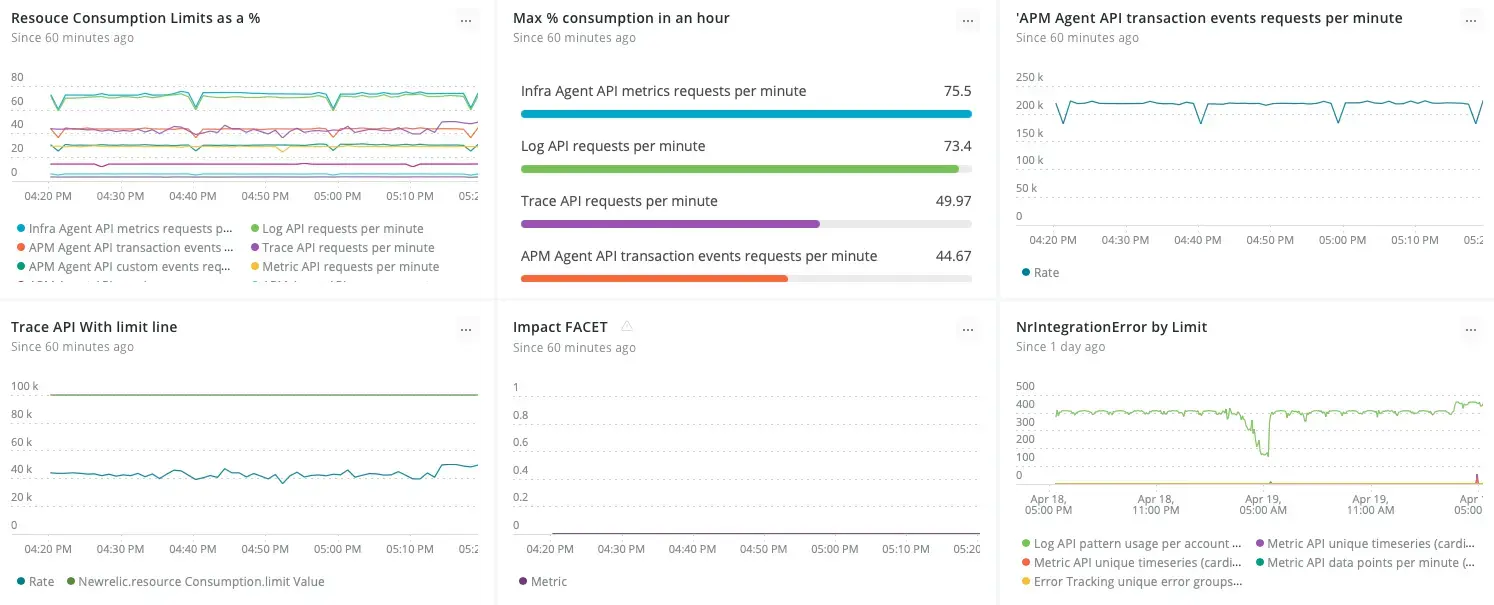 Resouce Consumption Limits as a %
...
Since 60 minutes ago
80
60
40
20
0
04:20 PM 04:30 PM 04:40 PM 04:50 PM 05:00 PM 05:10 PM 05:2
Infra Agent API metrics requests p... Log API requests per minute
APM Agent API transaction events ... Trace API requests per minute
APM Agent API custom events req... Metric API requests per minute
Max % consumption in an hour
...
Since 60 minutes ago
Infra Agent API metrics requests per minute 75.5
Log API requests per minute 73.4
Trace API requests per minute 49.97
APM Agent API transaction events requests per minute 44.67
'APM Agent API transaction events requests per minute
...
Since 60 minutes ago
250 k
200 k
150 k
100 k
50 k
0
04:20 PM 04:30 PM 04:40 PM 04:50 PM 05:00 PM 05:10 PM 05:2
Rate
Trace API With limit line
...
Since 60 minutes ago
100 k
80 k
60 k
40 k
20 k
0
04:20 PM 04:30 PM 04:40 PM 04:50 PM 05:00 PM 05:10 PM 05:2
Rate Newrelic.resource Consumption.limit Value
Impact FACET
...
Since 60 minutes ago
1
0.8
0.6
0.4
0.2
0
04:20 PM 04:30 PM 04:40 PM 04:50 PM 05:00 PM 05:10 PM 05:20
Metric
NrIntegrationError by Limit
...
Since 1 day ago
500
400
300
200
100
0
Apr 18, Apr 18, Apr 19, Apr 19, Apr
05:00 PM 11:00 PM 05:00 AM 11:00 AM 05:00
Log API pattern usage per account ... Metric API unique timeseries (cardi...
Metric API unique timeseries (cardi... Metric API data points per minute (...
Error Tracking unique error groups...